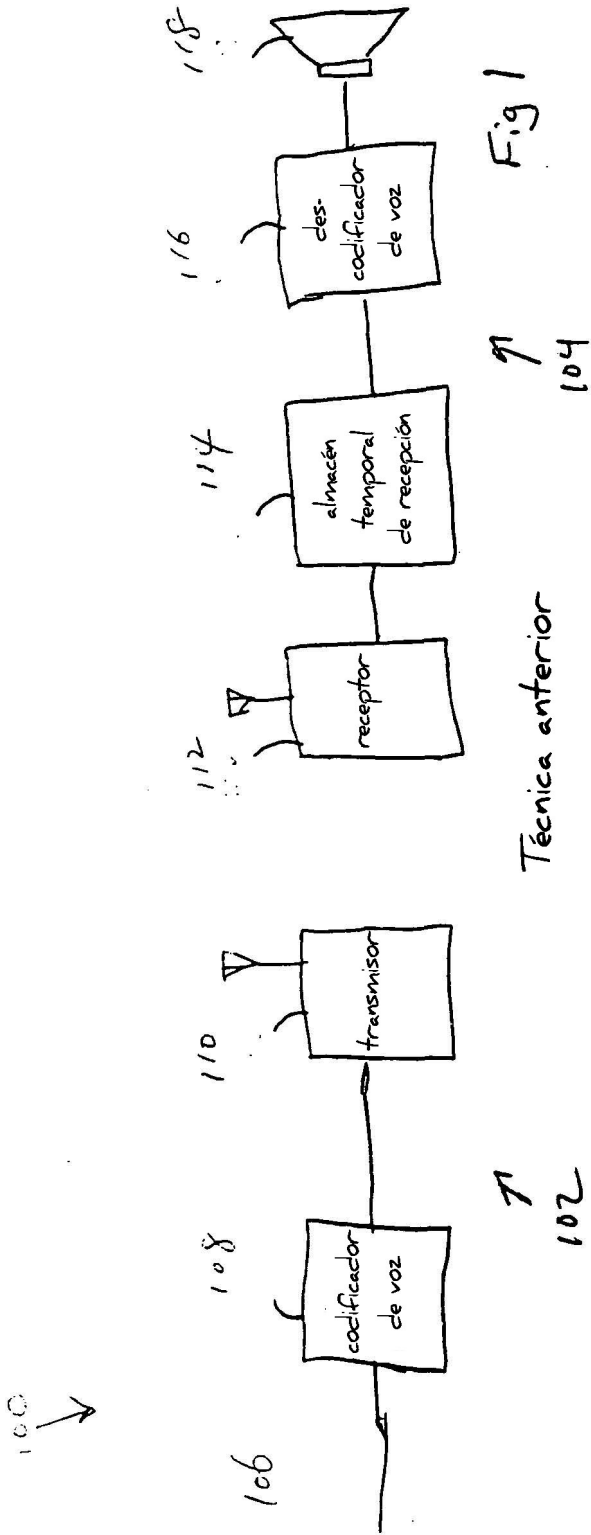 100
106
108
codificador
de voz
102
110
transmisor
Técnica anterior
112
receptor
114
almacén
temporal
de recepción
104
116
des-
codificador
de voz
118
Fig 1